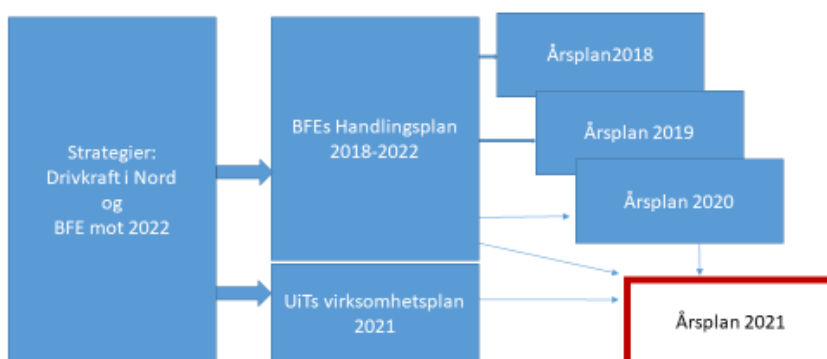 Strategier:
Drivkraft i Nord
og
BFE mot 2022
BFEs Handlingsplan
2018-2022
UiTs virksomhetsplan
2021
Årsplan2018
Årsplan 2019
Årsplan 2020
Årsplan 2021